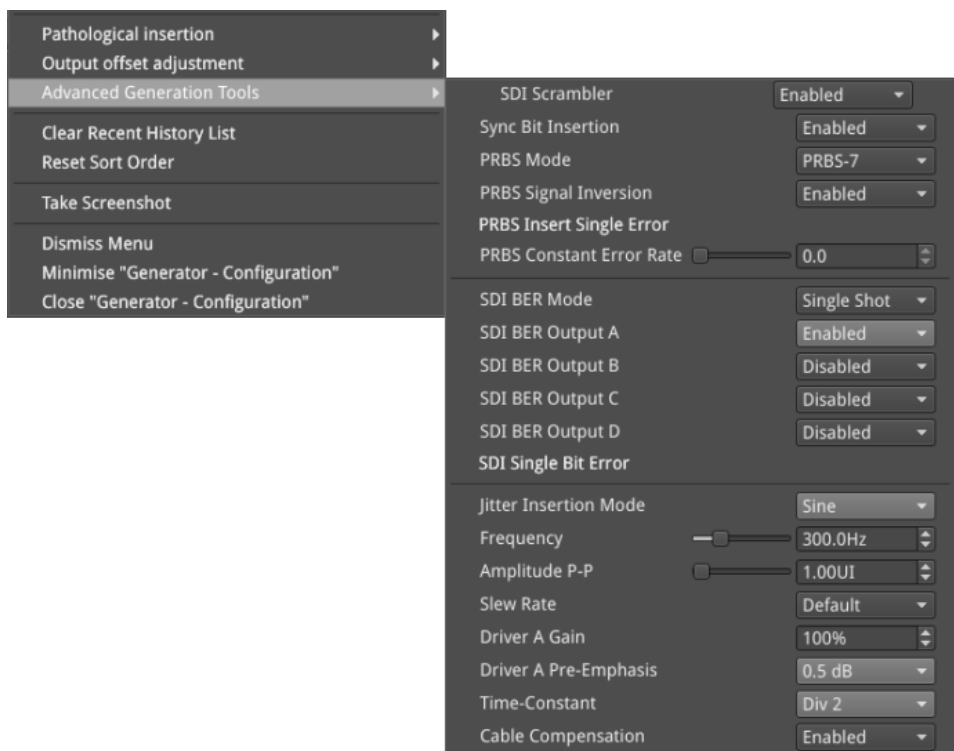 Pathological insertion
Output offset adjustment
Advanced Generation Tools
Clear Recent History List
Reset Sort Order
Take Screenshot
Dismiss Menu
Minimise "Generator - Configuration"
Close "Generator - Configuration"
SDI Scrambler Enabled
Sync Bit Insertion Enabled
PRBS Mode PRBS-7
PRBS Signal Inversion Enabled
PRBS Insert Single Error
PRBS Constant Error Rate 0.0
SDI BER Mode Single Shot
SDI BER Output A Enabled
SDI BER Output B Disabled
SDI BER Output C Disabled
SDI BER Output D Disabled
SDI Single Bit Error
Jitter Insertion Mode Sine
Frequency 300.0Hz
Amplitude P-P 1.00UI
Slew Rate Default
Driver A Gain 100%
Driver A Pre-Emphasis 0.5 dB
Time-Constant Div 2
Cable Compensation Enabled